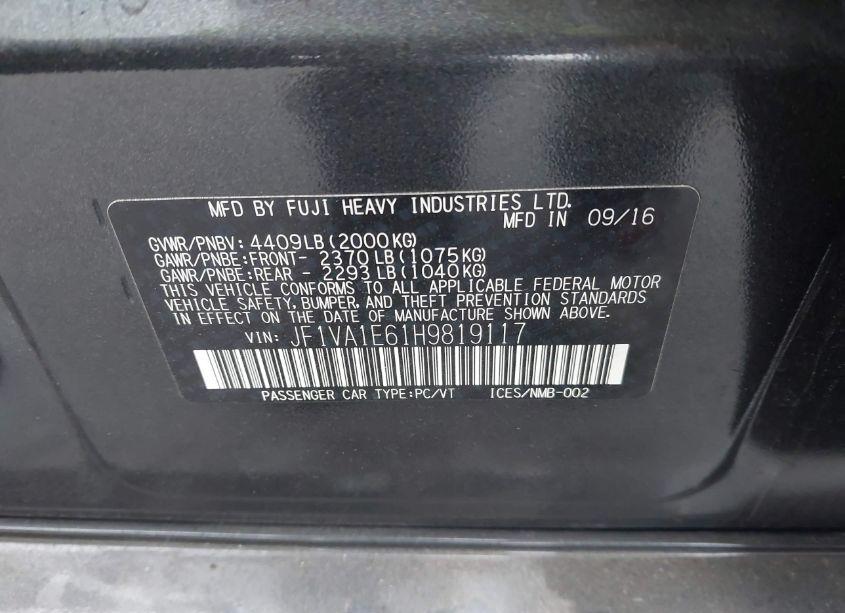 MFD BY FUJI HEAVY INDUSTRIES LTD.
MFD IN 09/16
GVWR/PNBV: 4409LB(2000KG)
GAWR/PNBE:FRONT- 2370LB(1075KG)
GAWR/PNBE:REAR - 2293LB(1040KG)
THIS VEHICLE CONFORMS TO ALL APPLICABLE FEDERAL MOTOR
VEHICLE SAFETY, BUMPER, AND THEFT PREVENTION STANDARDS
IN EFFECT ON THE DATE OF MANUFACTURE SHOWN ABOVE.
VIN: JF1VA1E61H9819117
PASSENGER CAR TYPE:PC/VT ICES/NMB-002